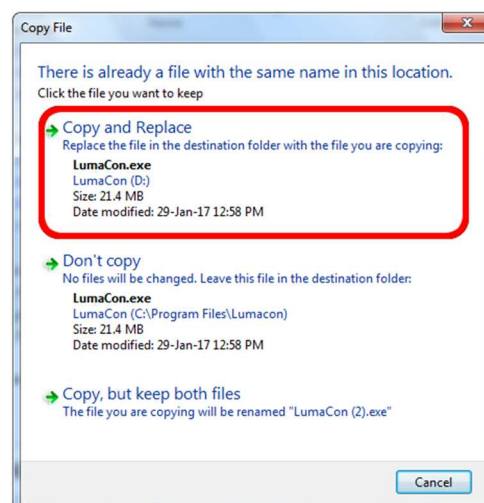 Copy File
There is already a file with the same name in this location.
Click the file you want to keep
Copy and Replace
Replace the file in the destination folder with the file you are copying:
LumaCon.exe
LumaCon (D:)
Size: 21.4 MB
Date modified: 29-Jan-17 12:58 PM
Don't copy
No files will be changed. Leave this file in the destination folder:
LumaCon.exe
LumaCon (C:\Program Files\Lumacon)
Size: 21.4 MB
Date modified: 29-Jan-17 12:58 PM
Copy, but keep both files
The file you are copying will be renamed "LumaCon (2).exe"
Cancel